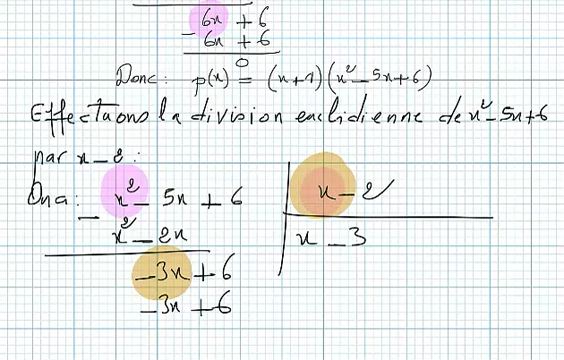 6x + 6
- 6x + 6
0
Donc: p(x) = (x+1)(x² - 5x + 6)
Effectuons la division euclidienne de x² - 5x + 6
par x - 2:
On a: x² - 5x + 6 | x - 2
- x² - 2x | x - 3
-3x + 6
-3x + 6